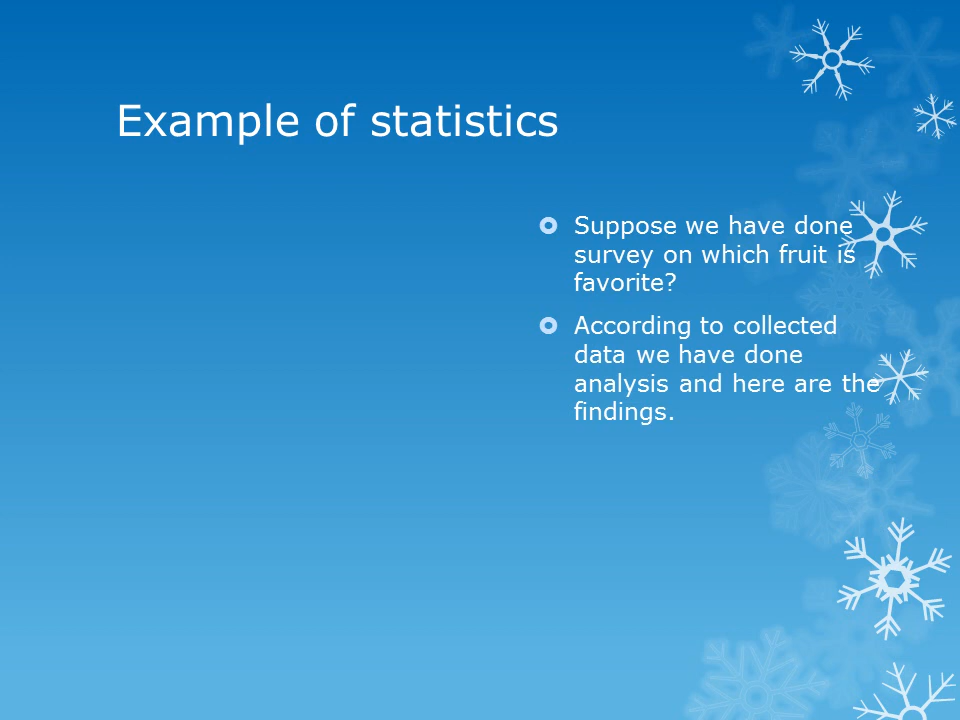 Example of statistics
Suppose we have done
survey on which fruit is
favorite?
According to collected
data we have done
analysis and here are the
findings.